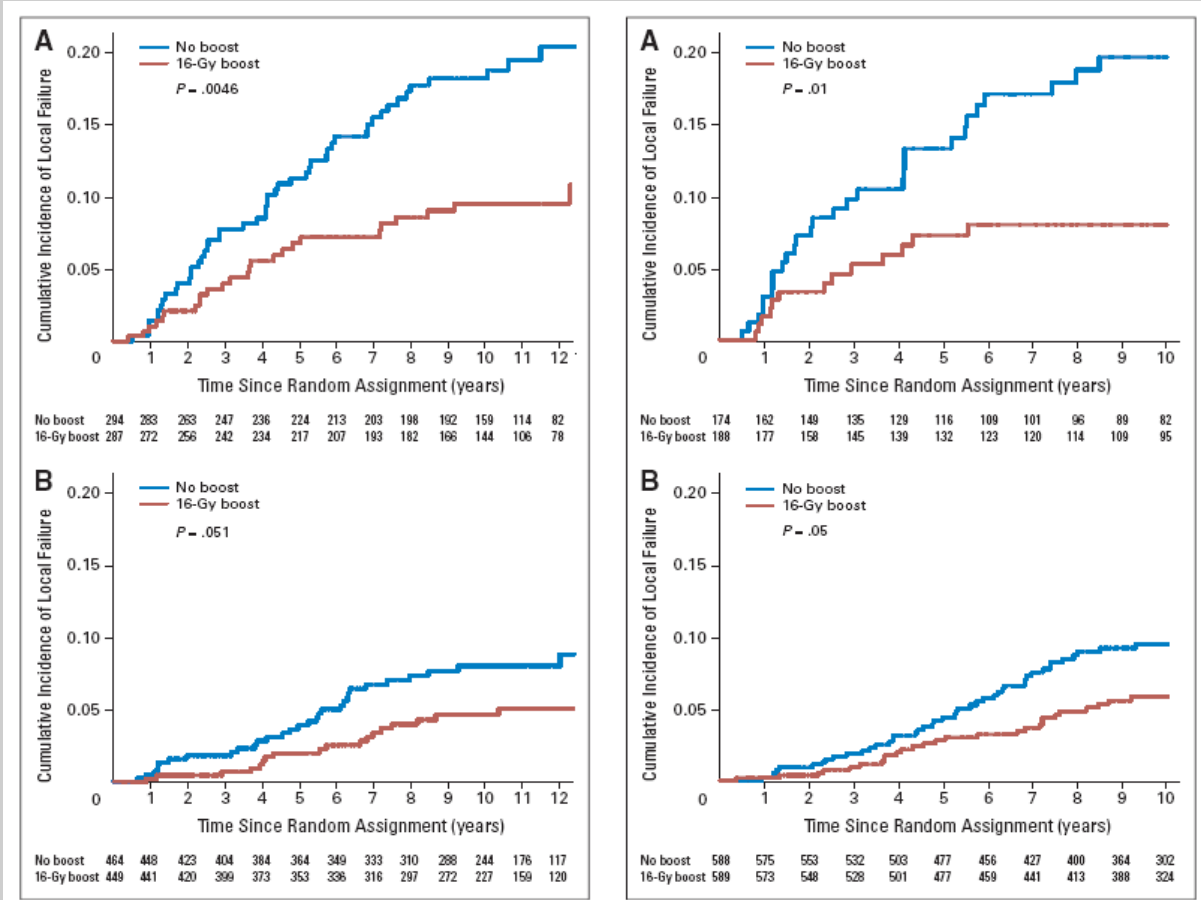 A
0.20
No boost
16-Gy boost
P = .0046
0.15
0.10
0.05
0
Cumulative Incidence of Local Failure
1 2 3 4 5 6 7 8 9 10 11 12
Time Since Random Assignment (years)
No boost 294 283 263 247 236 224 213 203 198 192 159 114 82
16-Gy boost 287 272 256 242 234 217 207 193 182 166 144 106 78
B
0.20
No boost
16-Gy boost
P = .051
0.15
0.10
0.05
0
Cumulative Incidence of Local Failure
1 2 3 4 5 6 7 8 9 10 11 12
Time Since Random Assignment (years)
No boost 464 448 423 404 384 364 349 333 310 288 244 176 117
16-Gy boost 449 441 420 399 373 353 336 316 297 272 227 159 120
A
0.20
No boost
16-Gy boost
P = .01
0.15
0.10
0.05
0
Cumulative Incidence of Local Failure
1 2 3 4 5 6 7 8 9 10
Time Since Random Assignment (years)
No boost 174 162 149 135 129 116 109 101 96 89 82
16-Gy boost 188 177 158 145 139 132 123 120 114 109 95
B
0.20
No boost
16-Gy boost
P = .05
0.15
0.10
0.05
0
Cumulative Incidence of Local Failure
1 2 3 4 5 6 7 8 9 10
Time Since Random Assignment (years)
No boost 588 575 553 532 503 477 456 427 400 364 302
16-Gy boost 589 573 548 528 501 477 459 441 413 388 324